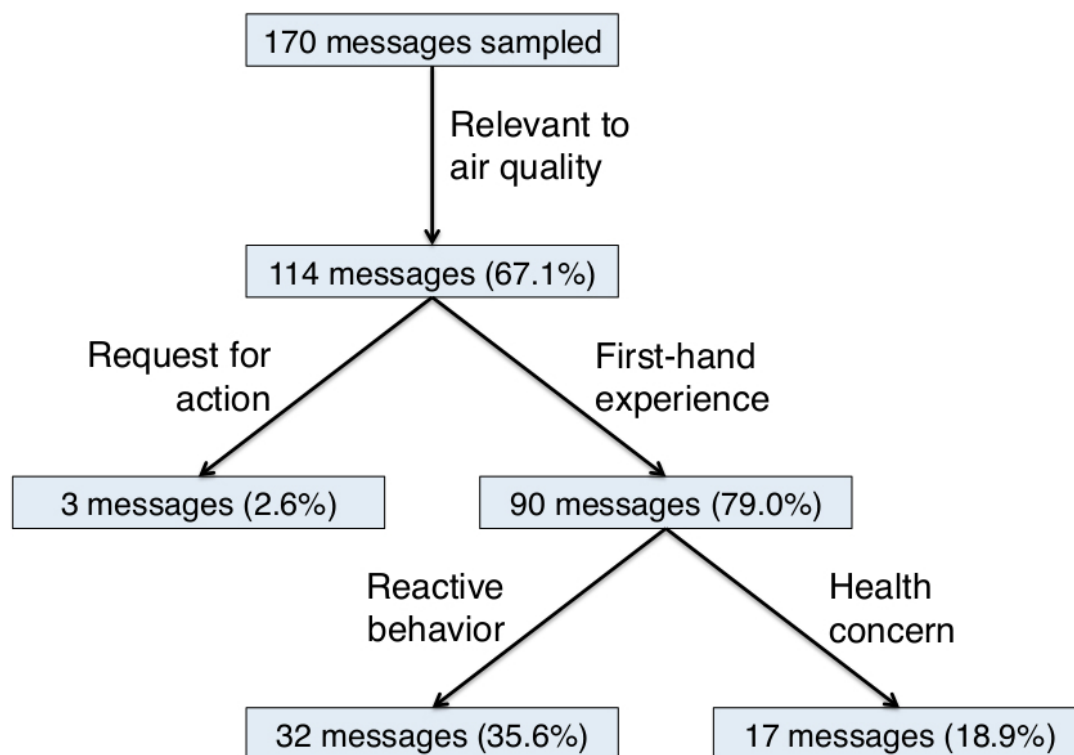 170 messages sampled
Relevant to
air quality
114 messages (67.1%)
Request for
action
First-hand
experience
3 messages (2.6%)
90 messages (79.0%)
Reactive
behavior
Health
concern
32 messages (35.6%)
17 messages (18.9%)